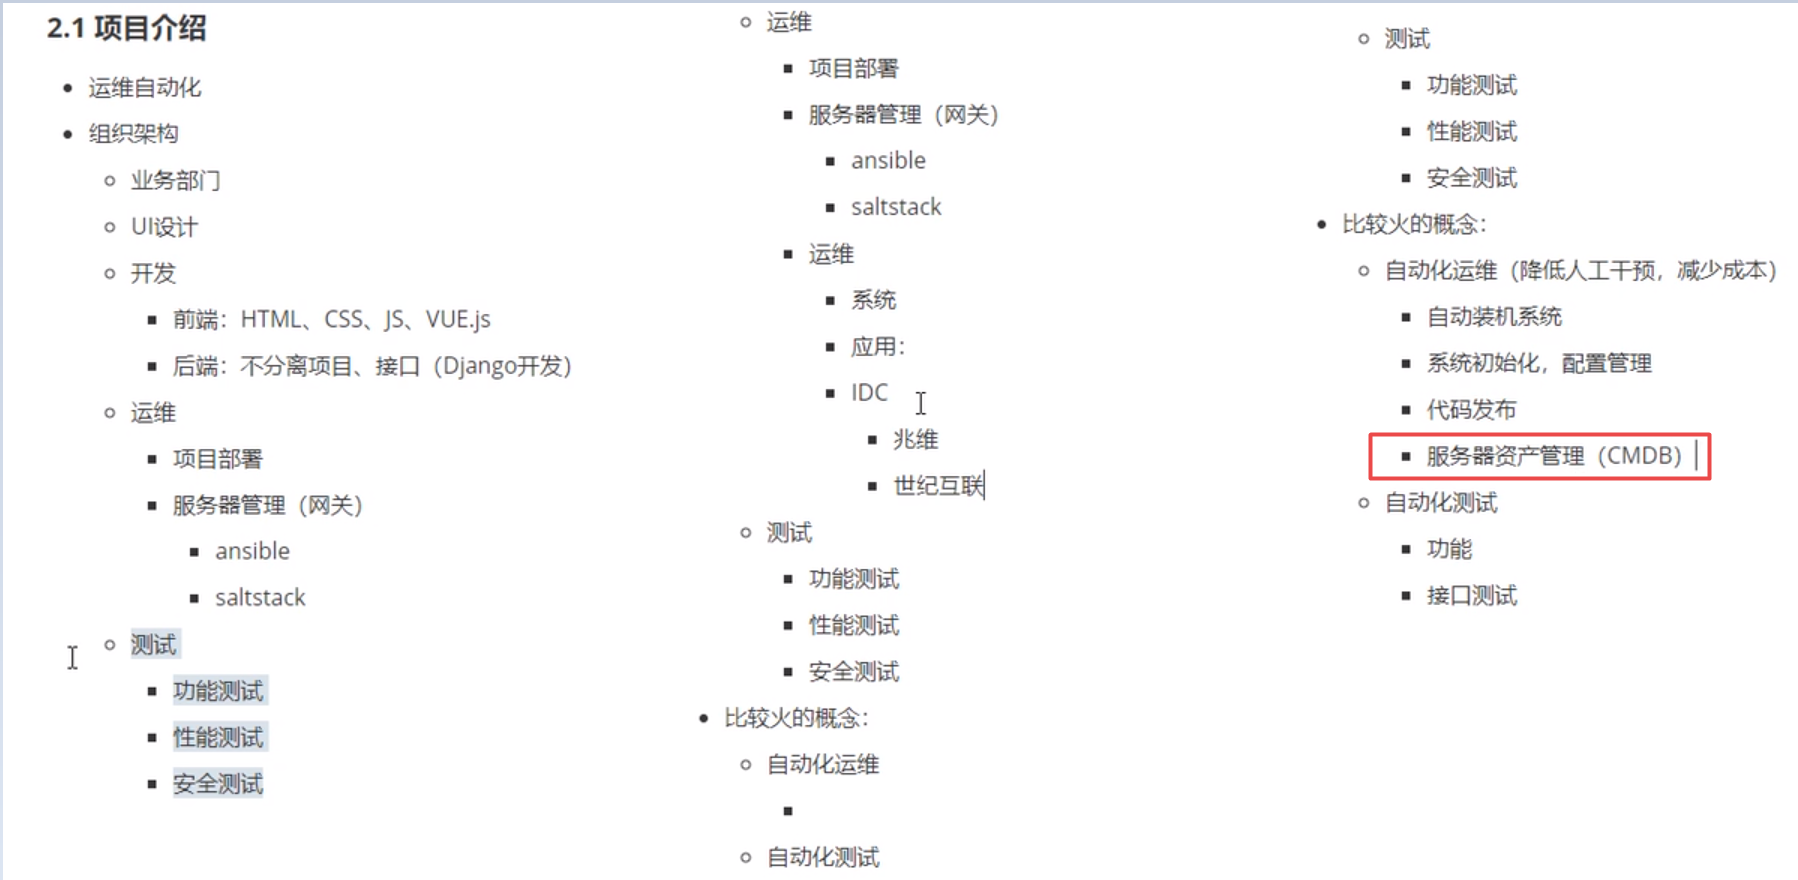 2.1 项目介绍
运维自动化
组织架构
业务部门
UI设计
开发
前端：HTML、CSS、JS、VUE.js
后端：不分离项目、接口（Django开发）
运维
项目部署
服务器管理（网关）
ansible
saltstack
测试
功能测试
性能测试
安全测试
运维
项目部署
服务器管理（网关）
ansible
saltstack
运维
系统
应用：
IDC
兆维
世纪互联
测试
功能测试
性能测试
安全测试
比较火的概念：
自动化运维
自动化测试
测试
功能测试
性能测试
安全测试
比较火的概念：
自动化运维（降低人工干预，减少成本）
自动装机系统
系统初始化，配置管理
代码发布
服务器资产管理（CMDB）
自动化测试
功能
接口测试